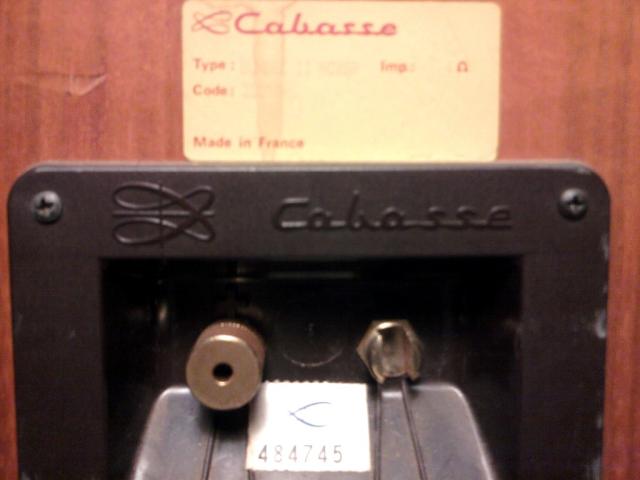 Cabasse
Type: Imp.: Ω
Code:
Made in France
Cabasse
484745